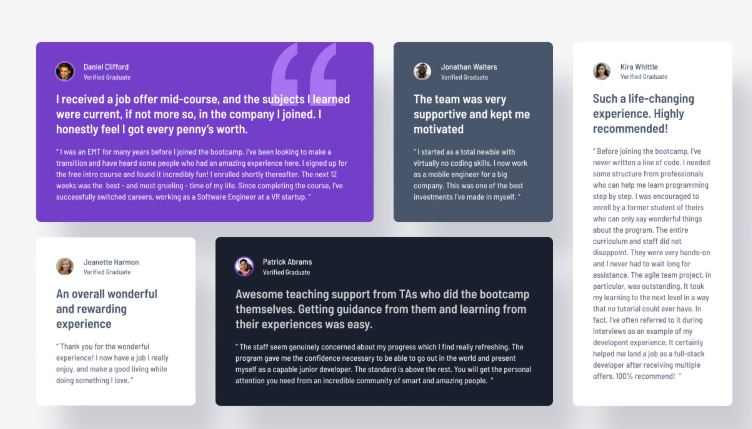 Daniel Clifford
Verified Graduate
I received a job offer mid-course, and the subjects I learned
were current, if not more so, in the company I joined. I
honestly feel I got every penny's worth.
“ I was an EMT for many years before I joined the bootcamp. I've been looking to make a
transition and have heard some people who had an amazing experience here. I signed up for
the free intro course and found it incredibly fun! I enrolled shortly thereafter. The next 12
weeks was the best - and most grueling - time of my life. Since completing the course, I've
successfully switched careers, working as a Software Engineer at a VR startup. ”
Jonathan Walters
Verified Graduate
The team was very
supportive and kept me
motivated
“ I started as a total newbie with
virtually no coding skills. I now work
as a mobile engineer for a big
company. This was one of the best
investments I've made in myself. ”
Kira Whittle
Verified Graduate
Such a life-changing
experience. Highly
recommended!
“ Before joining the bootcamp, I've
never written a line of code. I needed
some structure from professionals
who can help me learn programming
step by step. I was encouraged to
enroll by a former student of theirs
who can only say wonderful things
about the program. The entire
curriculum and staff did not
disappoint. They were very hands-on
and I never had to wait long for
assistance. The agile team project, in
particular, was outstanding. It took
my learning to the next level in a way
that no tutorial could ever have. In
fact, I've often referred to it during
interviews as an example of my
developent experience. It certainly
helped me land a job as a full-stack
developer after receiving multiple
offers. 100% recommend! ”
Jeanette Harmon
Verified Graduate
An overall wonderful
and rewarding
experience
“ Thank you for the wonderful
experience! I now have a job I really
enjoy, and make a good living while
doing something I love. ”
Patrick Abrams
Verified Graduate
Awesome teaching support from TAs who did the bootcamp
themselves. Getting guidance from them and learning from
their experiences was easy.
“ The staff seem genuinely concerned about my progress which I find really refreshing. The
program gave me the confidence necessary to be able to go out in the world and present
myself as a capable junior developer. The standard is above the rest. You will get the personal
attention you need from an incredible community of smart and amazing people. ”